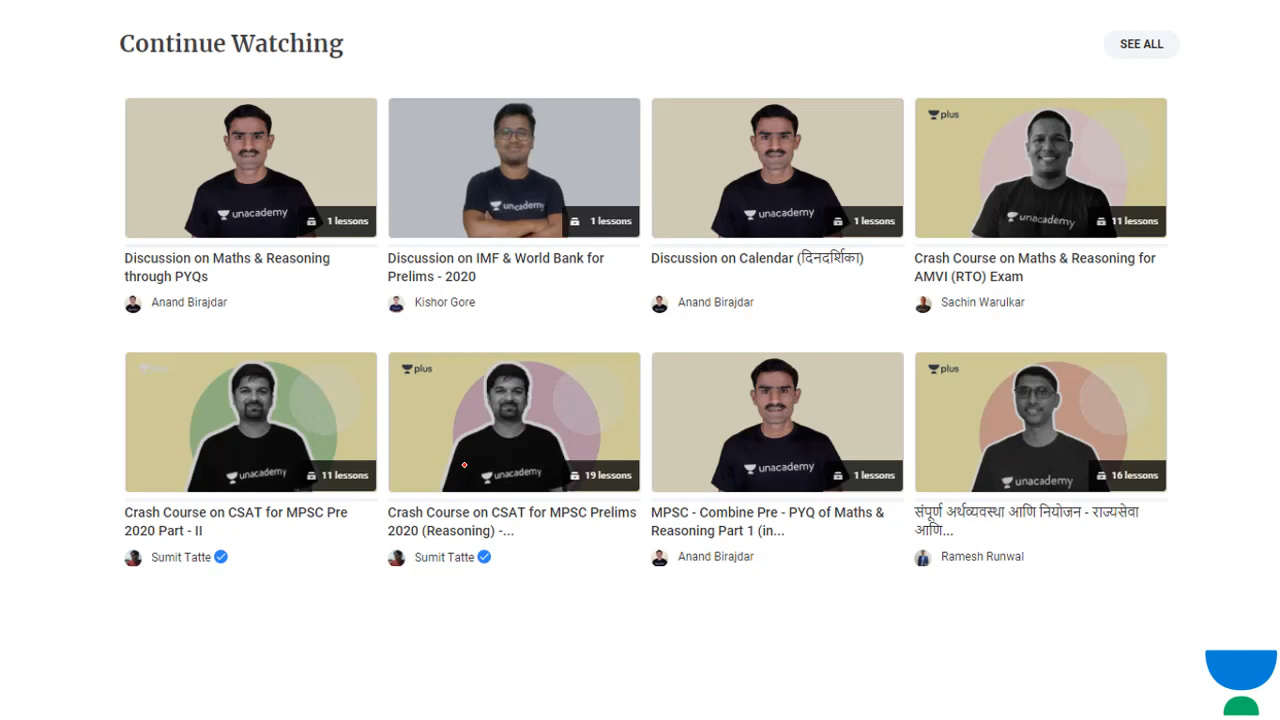 Continue Watching
SEE ALL
unacademy
1 lessons
unacademy
1 lessons
unacademy
1 lessons
plus
unacademy
11 lessons
Discussion on Maths & Reasoning
through PYQs
Discussion on IMF & World Bank for
Prelims - 2020
Discussion on Calendar (दिनदर्शिका)
Crash Course on Maths & Reasoning for
AMVI (RTO) Exam
Anand Birajdar
Kishor Gore
Anand Birajdar
Sachin Warulkar
plus
unacademy
11 lessons
plus
unacademy
19 lessons
unacademy
1 lessons
plus
unacademy
16 lessons
Crash Course on CSAT for MPSC Pre
2020 Part - II
Crash Course on CSAT for MPSC Prelims
2020 (Reasoning) -...
MPSC - Combine Pre - PYQ of Maths &
Reasoning Part 1 (in...
संपूर्ण अर्थव्यवस्था आणि नियोजन - राज्यसेवा
आणि...
Sumit Tatte
Sumit Tatte
Anand Birajdar
Ramesh Runwal